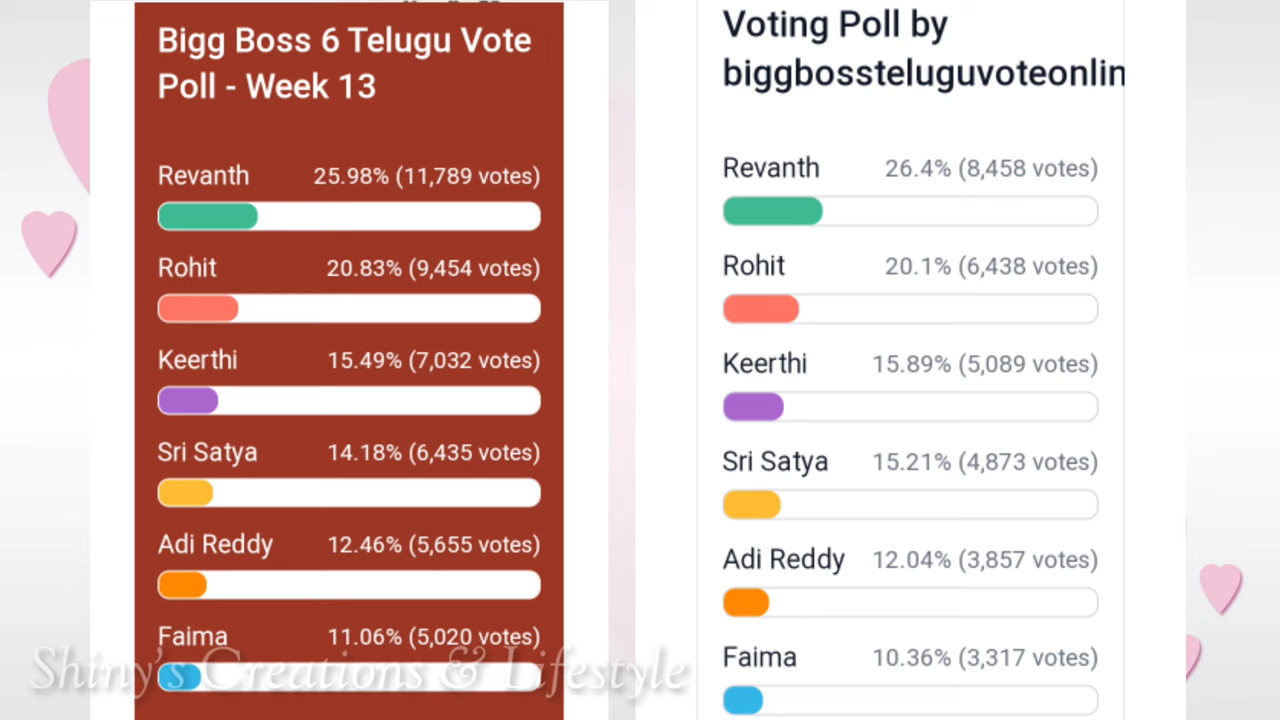 Bigg Boss 6 Telugu Vote
Poll - Week 13
Revanth 25.98% (11,789 votes)
Rohit 20.83% (9,454 votes)
Keerthi 15.49% (7,032 votes)
Sri Satya 14.18% (6,435 votes)
Adi Reddy 12.46% (5,655 votes)
Faima 11.06% (5,020 votes)
Voting Poll by
biggbossteluguvoteonlin
Revanth 26.4% (8,458 votes)
Rohit 20.1% (6,438 votes)
Keerthi 15.89% (5,089 votes)
Sri Satya 15.21% (4,873 votes)
Adi Reddy 12.04% (3,857 votes)
Faima 10.36% (3,317 votes)
Shiny's Creations & Lifestyle